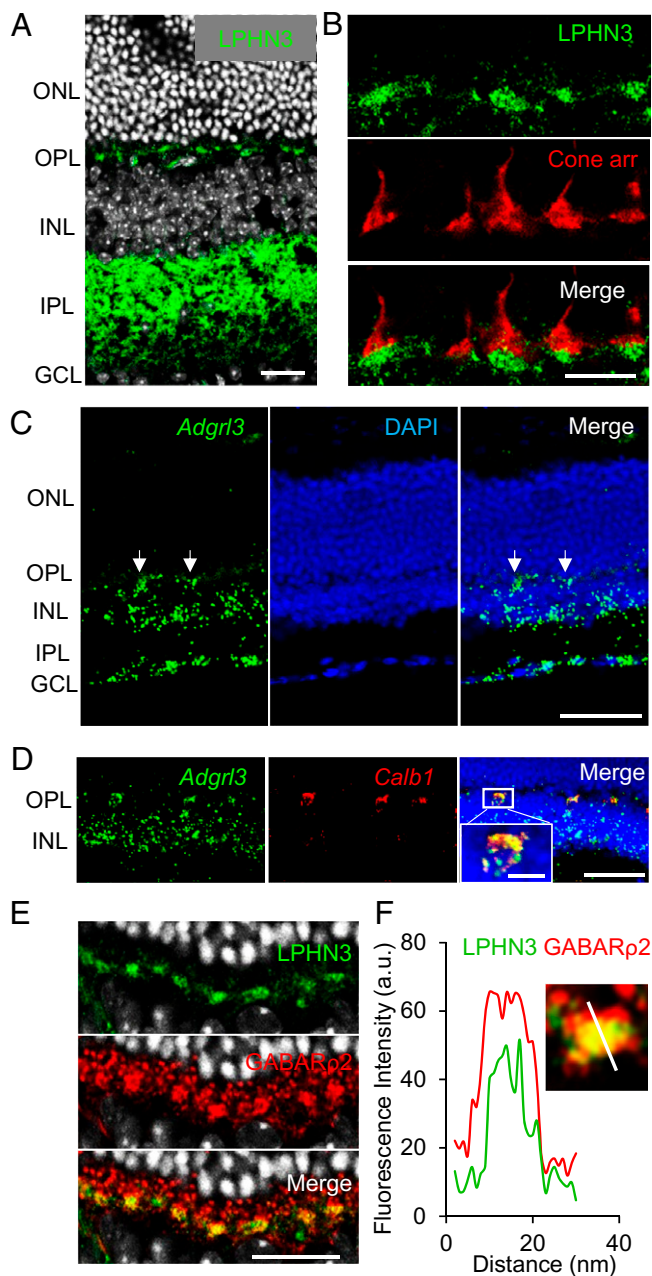 A
LPHN3
ONL
OPL
INL
IPL
GCL
B
LPHN3
Cone arr
Merge
C
Adgrl3
DAPI
Merge
ONL
OPL
INL
IPL
GCL
D
Adgrl3
Calb1
Merge
OPL
INL
E
LPHN3
GABARρ2
Merge
F
LPHN3 GABARρ2
Fluorescence Intensity (a.u.)
80
60
40
20
0
0 20 40
Distance (nm)